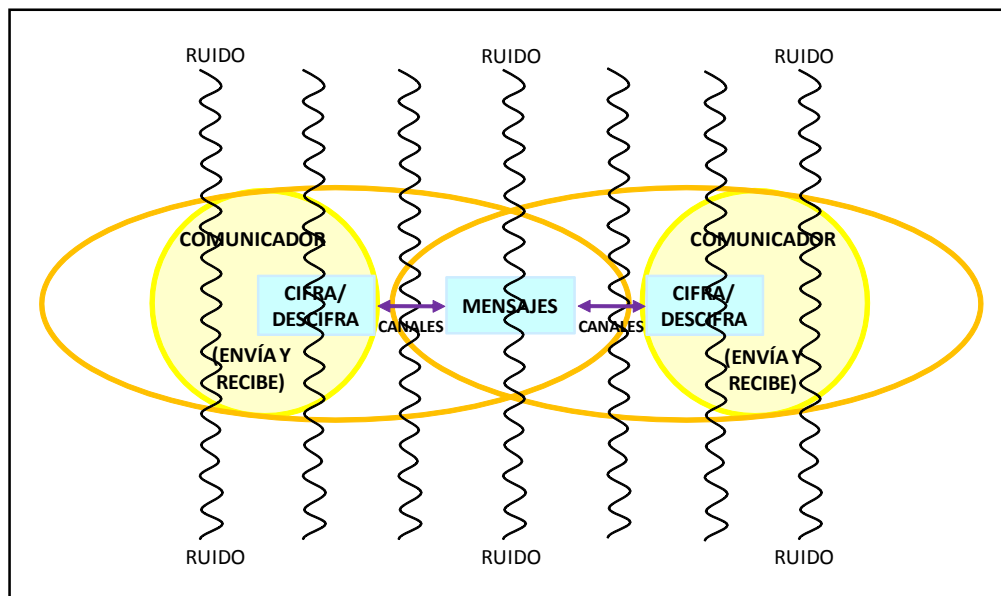 RUIDO
RUIDO
RUIDO
COMUNICADOR
CIFRA/
DESCIFRA
(ENVÍA Y
RECIBE)
CANALES
MENSAJES
CANALES
COMUNICADOR
CIFRA/
DESCIFRA
(ENVÍA Y
RECIBE)
RUIDO
RUIDO
RUIDO